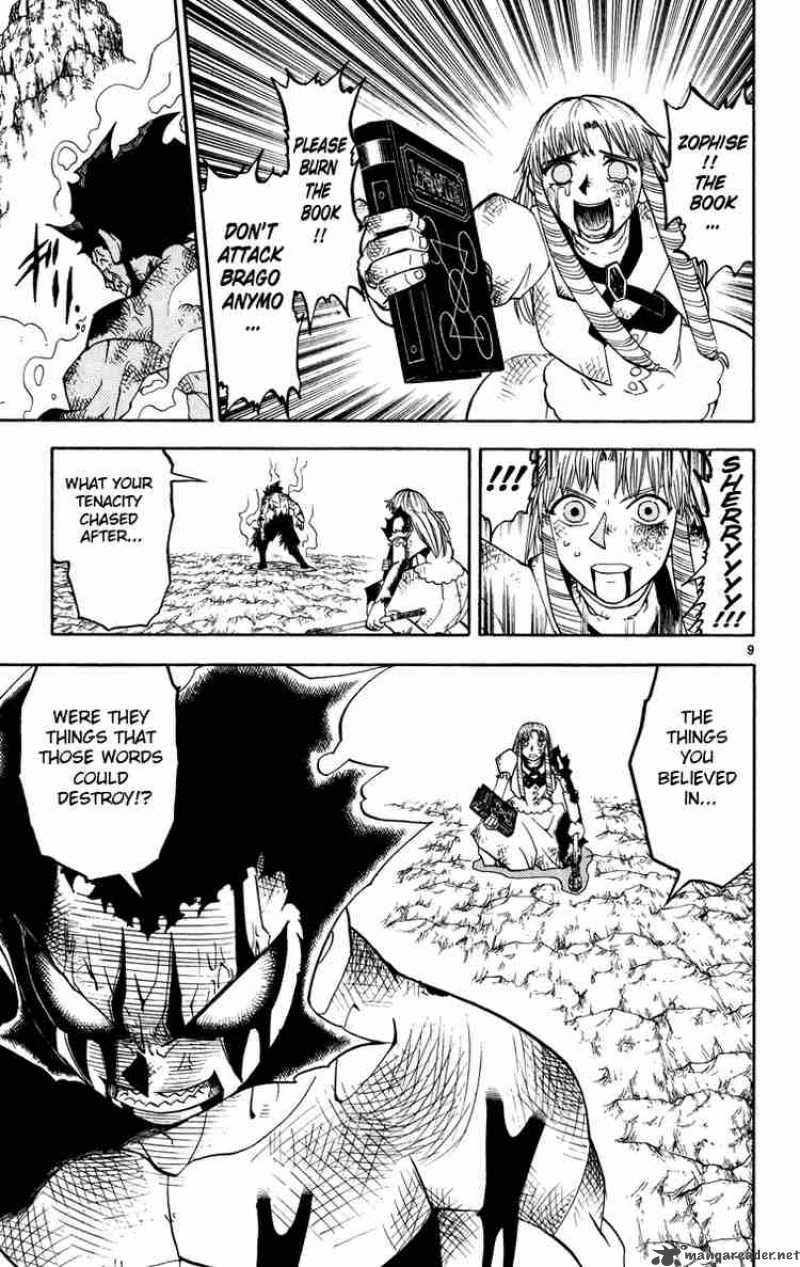 ZOPHISE
!!
THE
BOOK
...
PLEASE
BURN
THE
BOOK
!!
DON'T
ATTACK
BRAGO
ANYMO
...
SHERRYYYY!!!
!!!
WHAT YOUR
TENACITY
CHASED
AFTER...
9
THE
THINGS
YOU
BELIEVED
IN...
WERE THEY
THINGS THAT
THOSE WORDS
COULD
DESTROY!?
mangareader.net